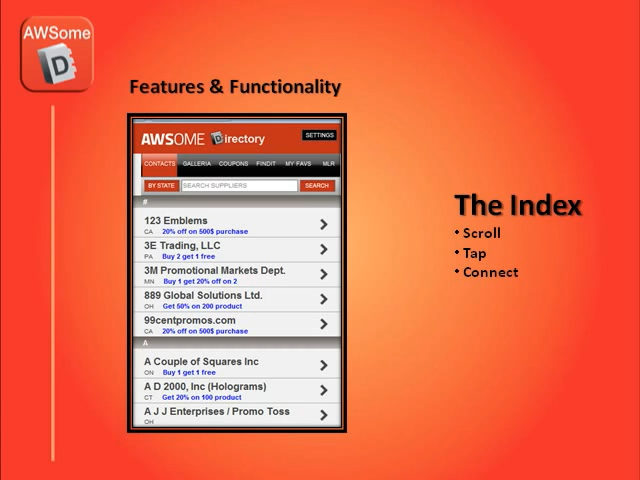 AWSome
D
Features & Functionality
AWSOME Directory
SETTINGS
CONTACTS GALLERIA COUPONS FINDIT MY FAVS MLR
BY STATE SEARCH SUPPLIERS SEARCH
#
123 Emblems
CA 20% off on 500$ purchase
3E Trading, LLC
PA Buy 2 get 1 free
3M Promotional Markets Dept.
MN Buy 1 get 20% off on 2
889 Global Solutions Ltd.
OH Get 50% on 200 product
99centpromos.com
CA 20% off on 500$ purchase
A
A Couple of Squares Inc
ON Buy 1 get 1 free
A D 2000, Inc (Holograms)
CT Get 20% on 100 product
A J J Enterprises / Promo Toss
OH
The Index
• Scroll
• Tap
• Connect